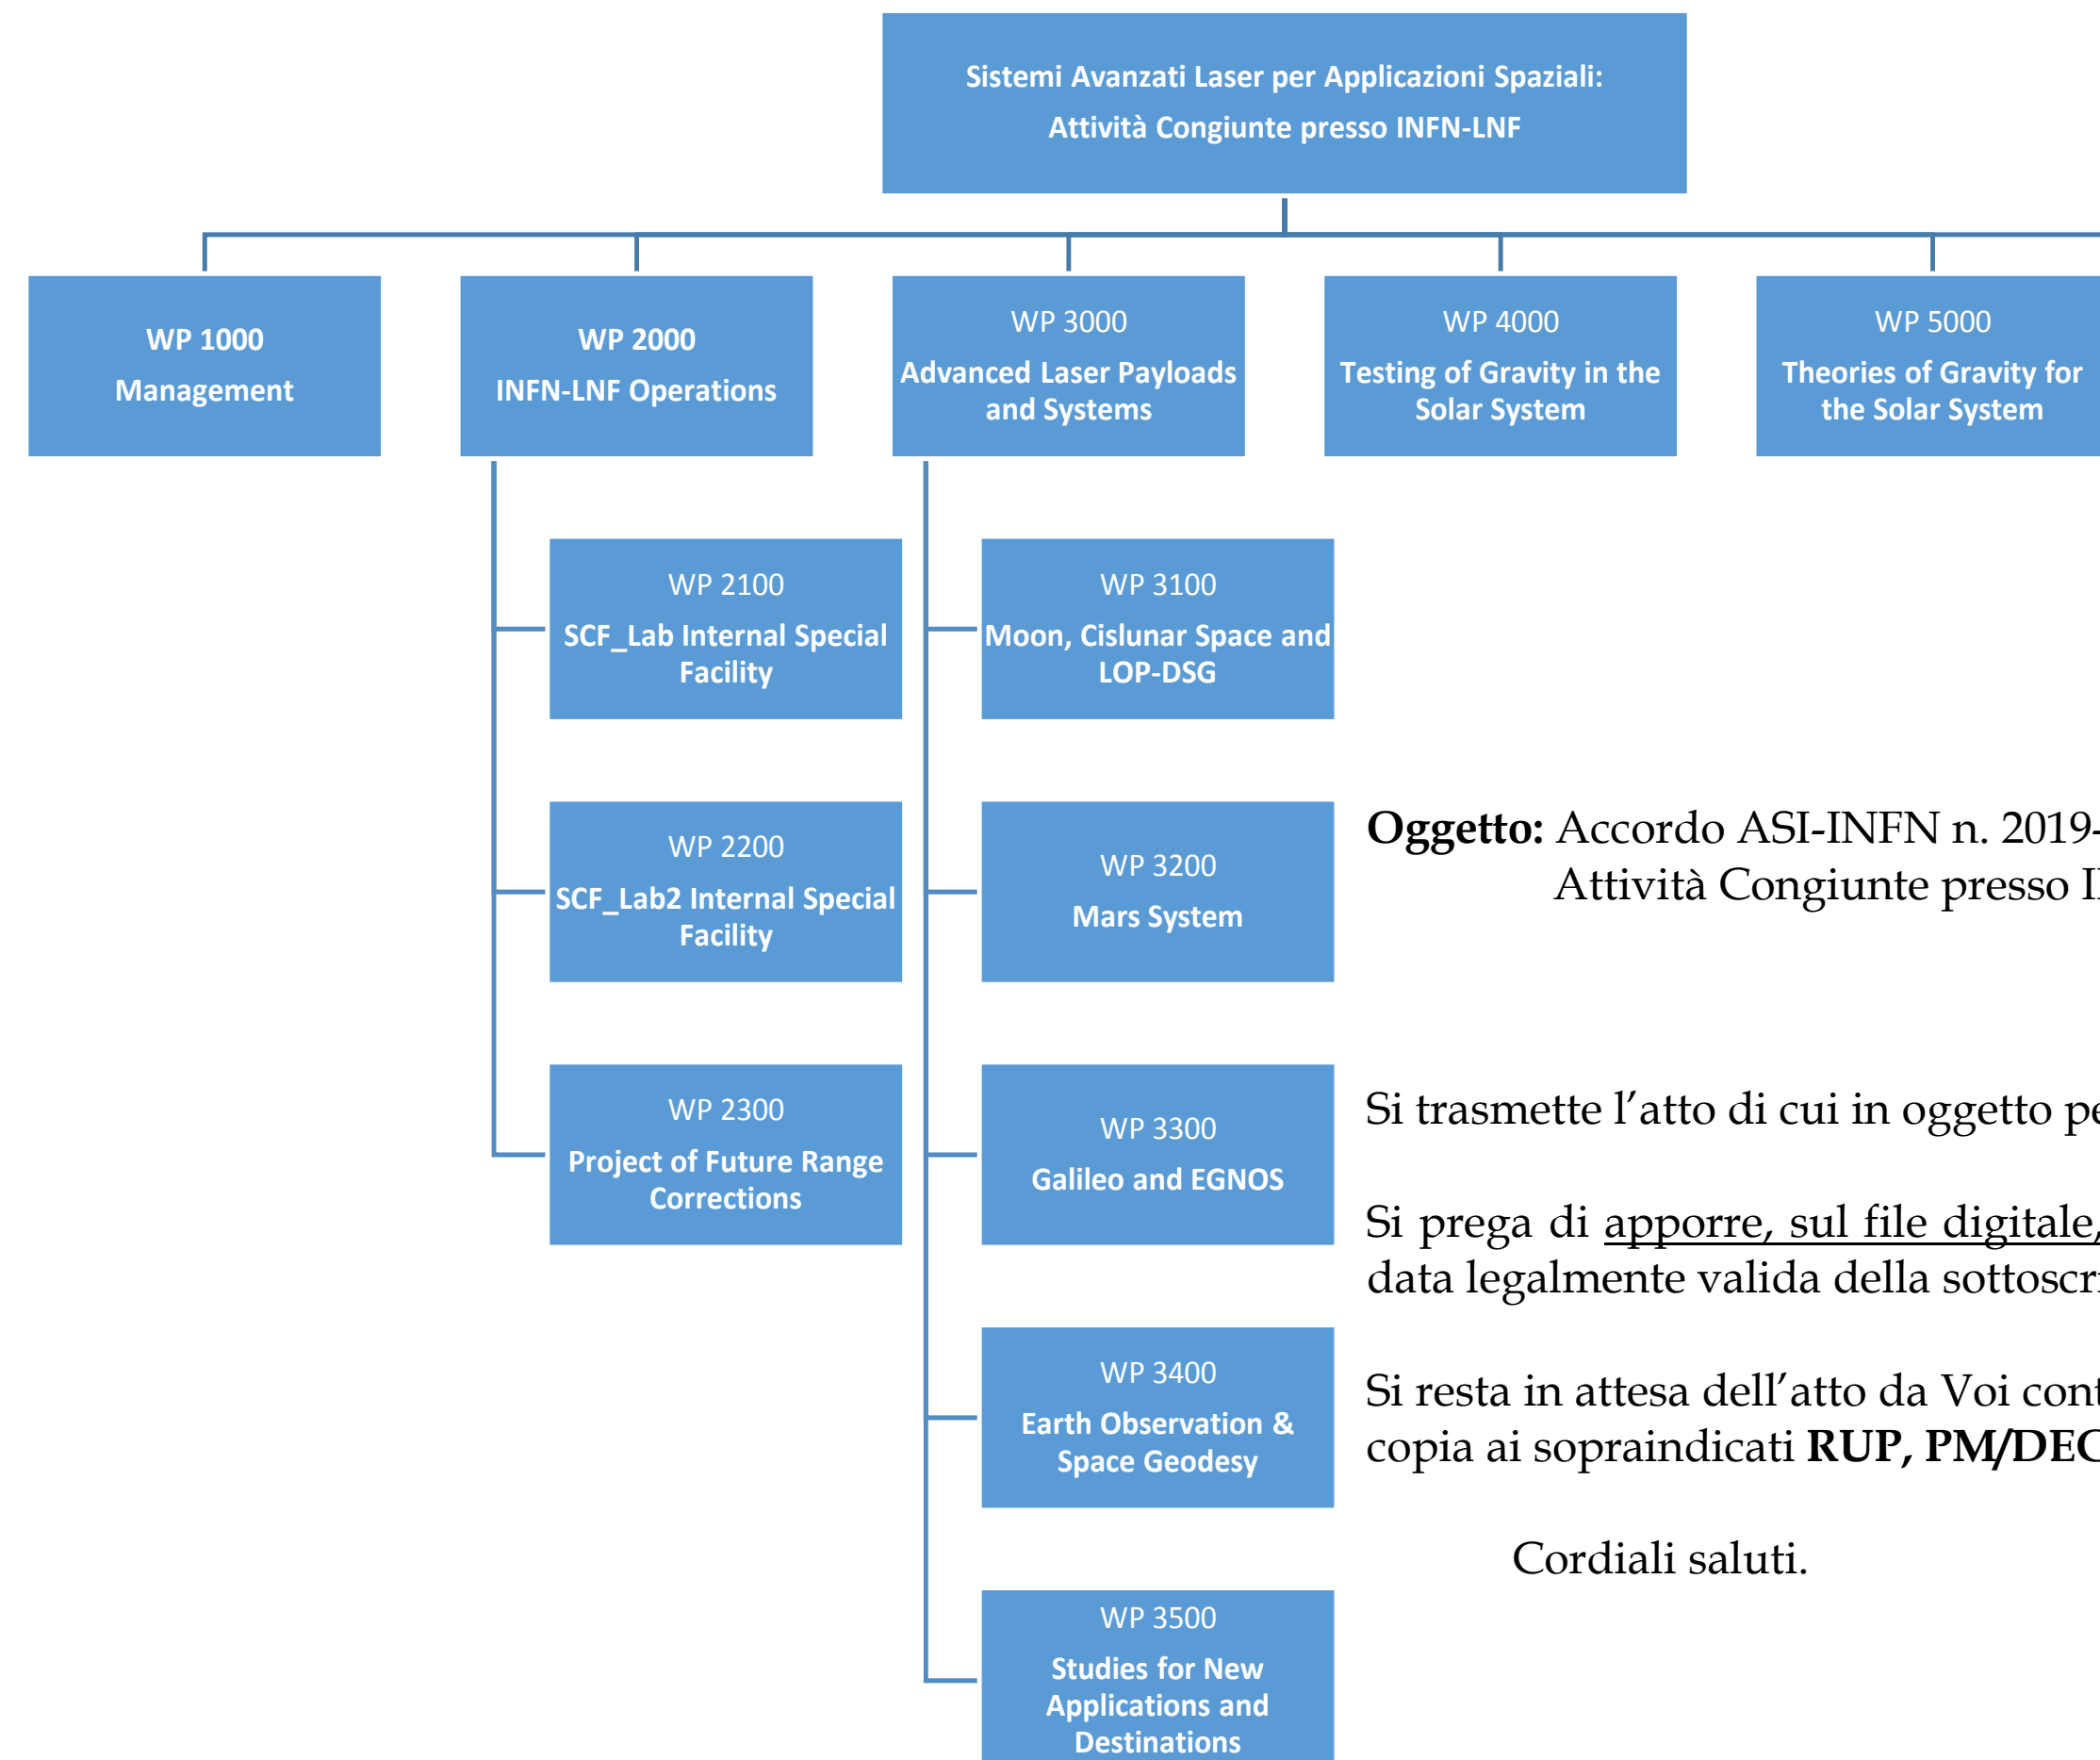 Sistemi Avanzati Laser per Applicazioni Spaziali:
Attività Congiunte presso INFN-LNF
WP 1000
Management
WP 2000
INFN-LNF Operations
WP 3000
Advanced Laser Payloads
and Systems
WP 4000
Testing of Gravity in the
Solar System
WP 5000
Theories of Gravity for
the Solar System
WP 2100
SCF_Lab Internal Special
Facility
WP 2200
SCF_Lab2 Internal Special
Facility
WP 2300
Project of Future Range
Corrections
WP 3100
Moon, Cislunar Space and
LOP-DSG
WP 3200
Mars System
WP 3300
Galileo and EGNOS
WP 3400
Earth Observation &
Space Geodesy
WP 3500
Studies for New
Applications and
Destinations
Oggetto: Accordo ASI-INFN n. 2019-
Attività Congiunte presso
Si trasmette l’atto di cui in oggetto
Si prega di apporre, sul file digitale,
data legalmente valida della
Si resta in attesa dell’atto da Voi
copia ai sopraindicati RUP, PM/DEC
Cordiali saluti.